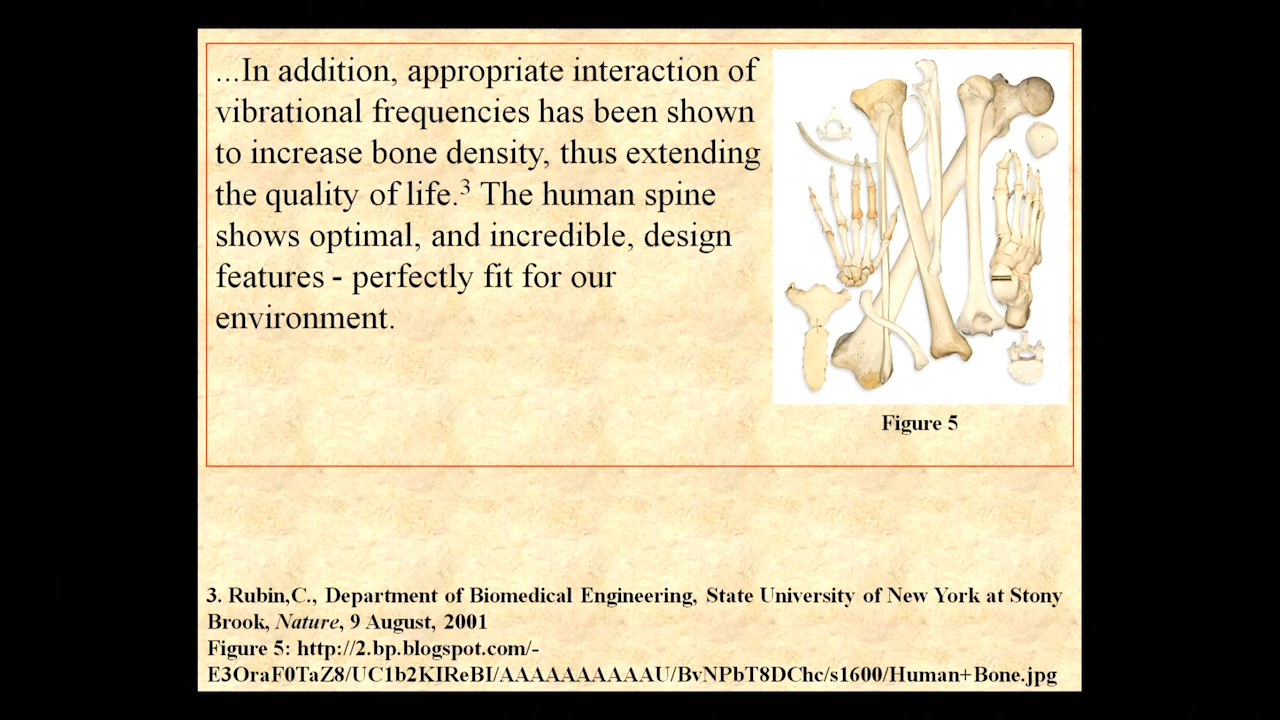 ...In addition, appropriate interaction of
vibrational frequencies has been shown
to increase bone density, thus extending
the quality of life.³ The human spine
shows optimal, and incredible, design
features - perfectly fit for our
environment.
Figure 5
3. Rubin,C., Department of Biomedical Engineering, State University of New York at Stony
Brook, Nature, 9 August, 2001
Figure 5: http://2.bp.blogspot.com/-
E3OraF0TaZ8/UC1b2KIReBI/AAAAAAAAAAU/BvNPbT8DChc/s1600/Human+Bone.jpg